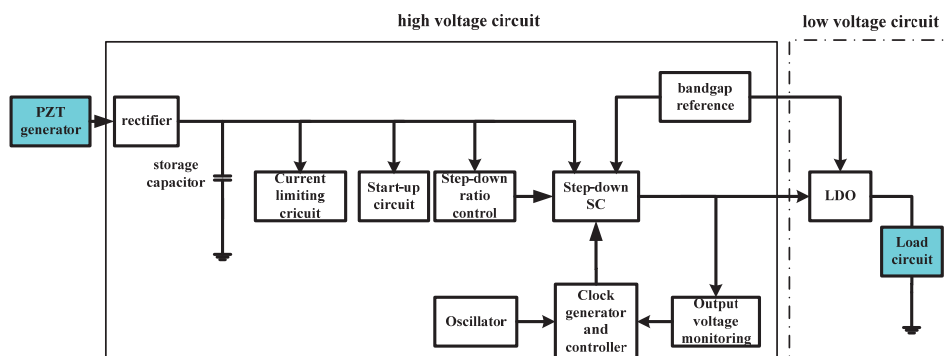 high voltage circuit
low voltage circuit
PZT
generator
rectifier
bandgap
reference
storage
capacitor
Current
limiting
cricuit
Start-up
circuit
Step-down
ratio
control
Step-down
SC
LDO
Load
circuit
Oscillator
Clock
generator
and
controller
Output
voltage
monitoring